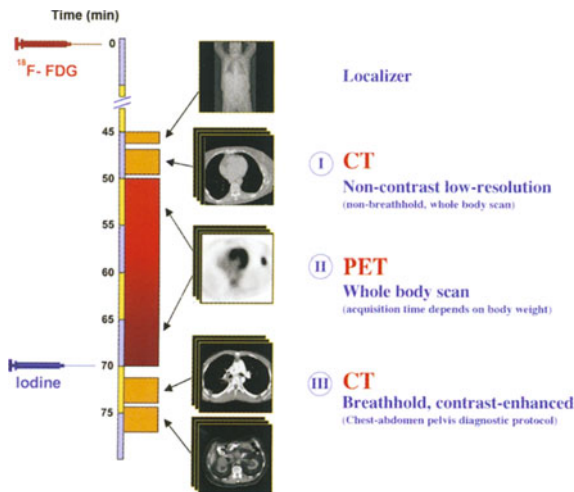 Time (min)
0
18F- FDG
Localizer
45
I CT
Non-contrast low-resolution
(non-breathhold, whole body scan)
50
55
II PET
60
Whole body scan
(acquisition time depends on body weight)
65
70
Iodine
III CT
Breathhold, contrast-enhanced
(Chest-abdomen pelvis diagnostic protocol)
75